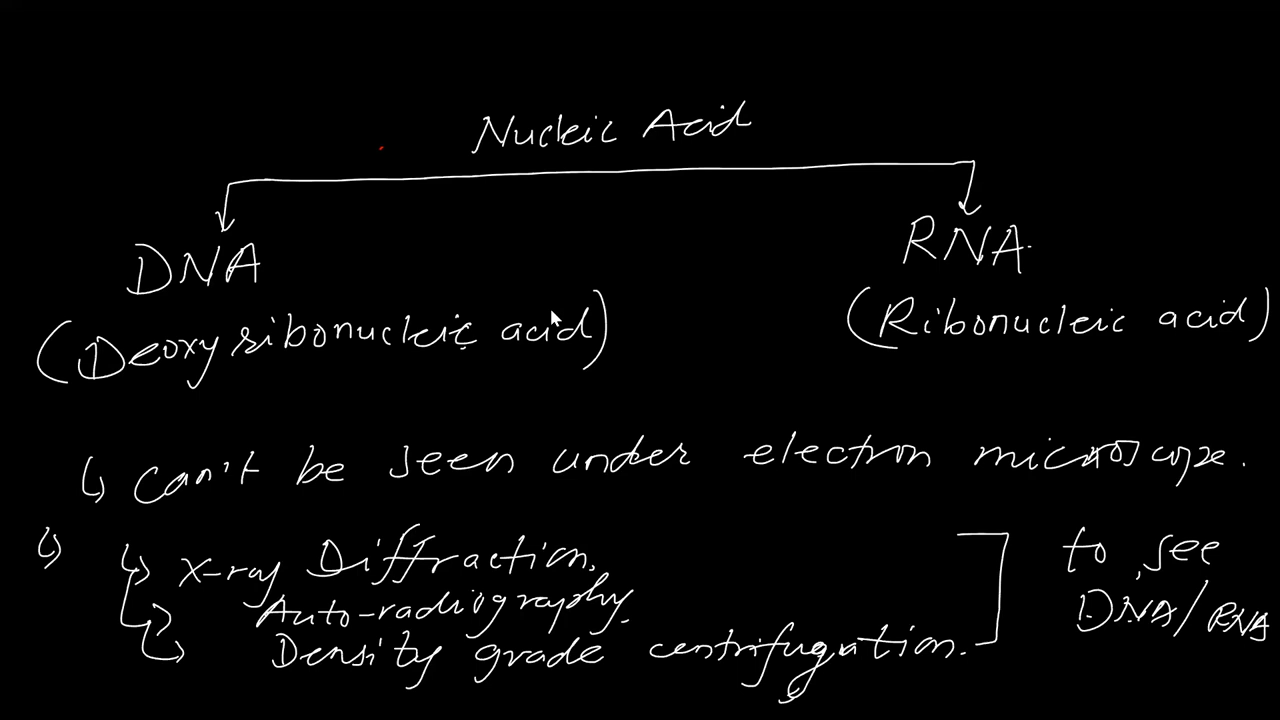 Nucleic Acid
DNA
RNA
(Deoxyribonucleic acid)
(Ribonucleic acid)
can't be seen under electron microscope.
X-ray Diffraction.
Auto-radiography.
Density grade centrifugation.
to see
DNA/RNA